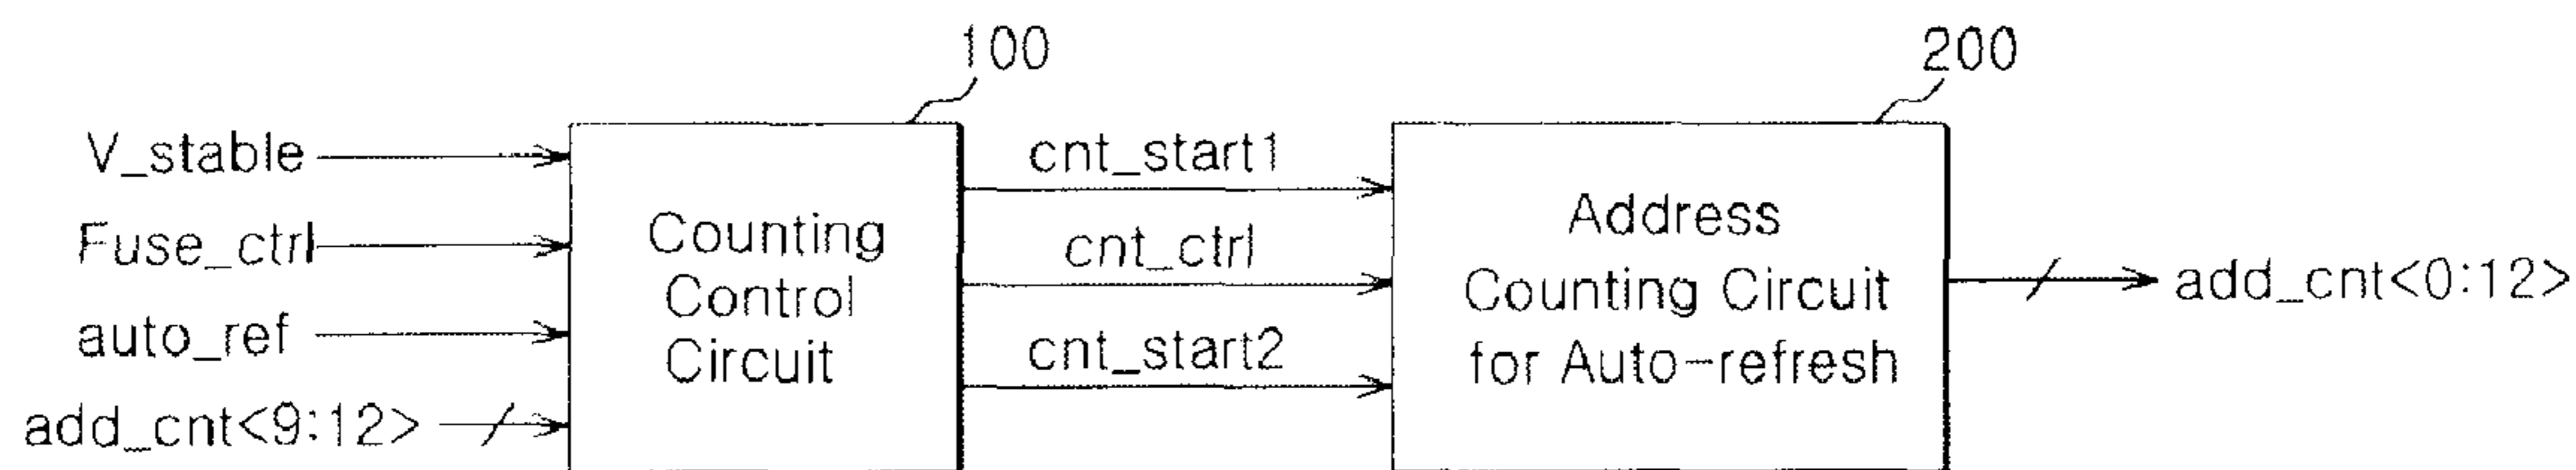 100
200
V_stable
Fuse_ctrl
auto_ref
add_cnt<9:12>
Counting
Control
Circuit
cnt_start1
cnt_ctrl
cnt_start2
Address
Counting Circuit
for Auto-refresh
add_cnt<0:12>